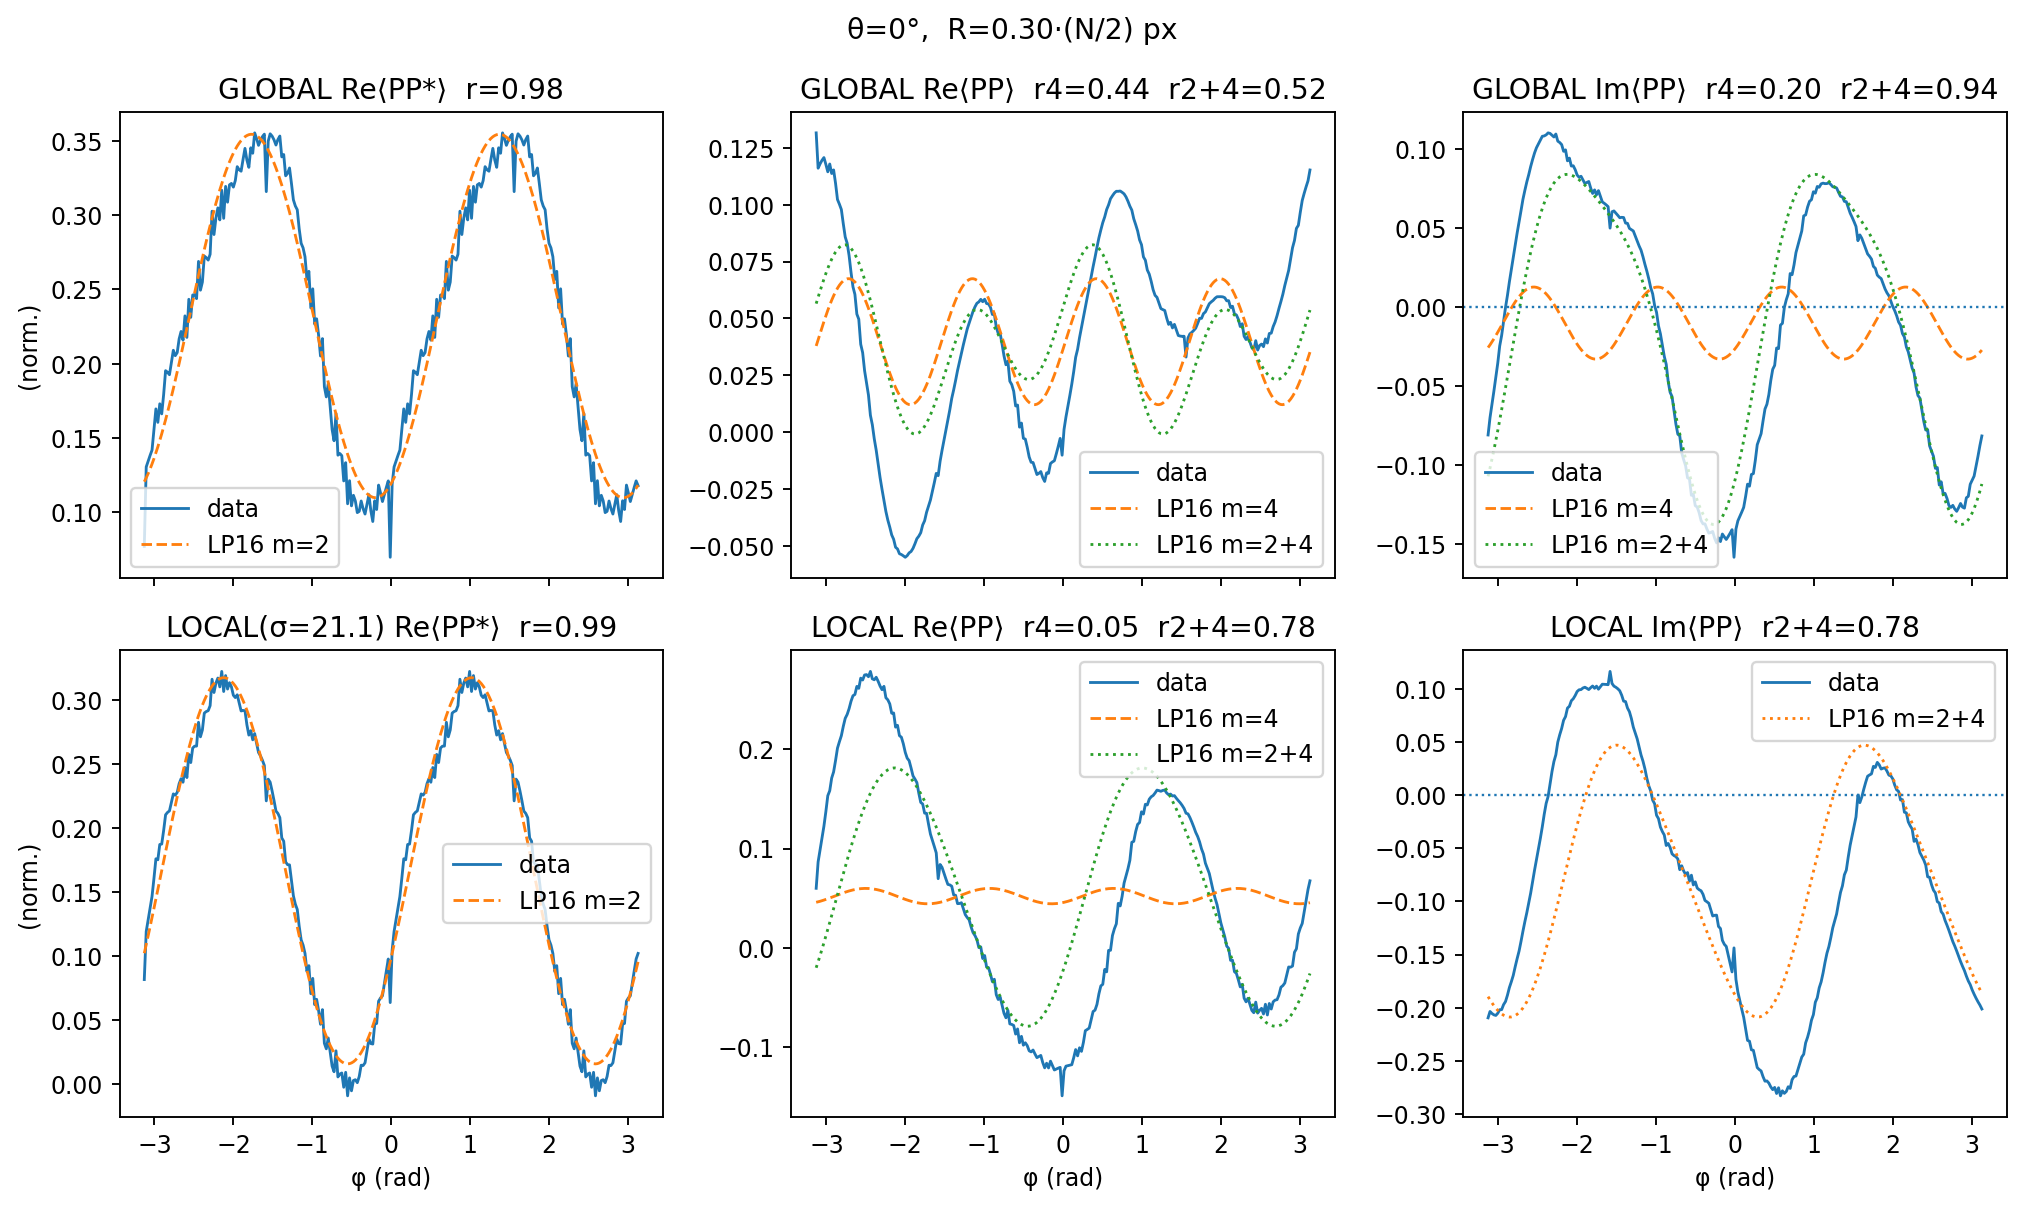 θ=0°,  R=0.30·(N/2) px
GLOBAL Re⟨PP*⟩  r=0.98
GLOBAL Re⟨PP⟩  r4=0.44  r2+4=0.52
GLOBAL Im⟨PP⟩  r4=0.20  r2+4=0.94
(norm.)
0.35
0.30
0.25
0.20
0.15
0.10
data
LP16 m=2
0.125
0.100
0.075
0.050
0.025
0.000
−0.025
−0.050
data
LP16 m=4
LP16 m=2+4
0.10
0.05
0.00
−0.05
−0.10
−0.15
data
LP16 m=4
LP16 m=2+4
LOCAL(σ=21.1) Re⟨PP*⟩  r=0.99
LOCAL Re⟨PP⟩  r4=0.05  r2+4=0.78
LOCAL Im⟨PP⟩  r2+4=0.78
(norm.)
0.30
0.25
0.20
0.15
0.10
0.05
0.00
data
LP16 m=2
−3 −2 −1 0 1 2 3
φ (rad)
0.2
0.1
0.0
−0.1
data
LP16 m=4
LP16 m=2+4
−3 −2 −1 0 1 2 3
φ (rad)
0.10
0.05
0.00
−0.05
−0.10
−0.15
−0.20
−0.25
−0.30
data
LP16 m=2+4
−3 −2 −1 0 1 2 3
φ (rad)